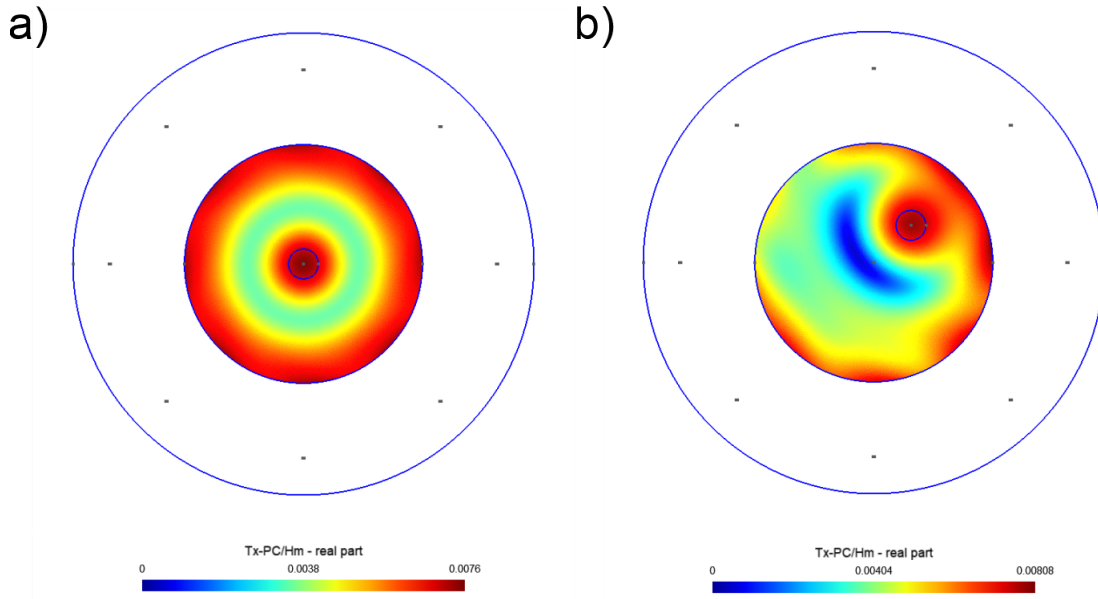 a)
b)
Tx-PC/Hm - real part
0 0.0038 0.0076
Tx-PC/Hm - real part
0 0.00404 0.00808